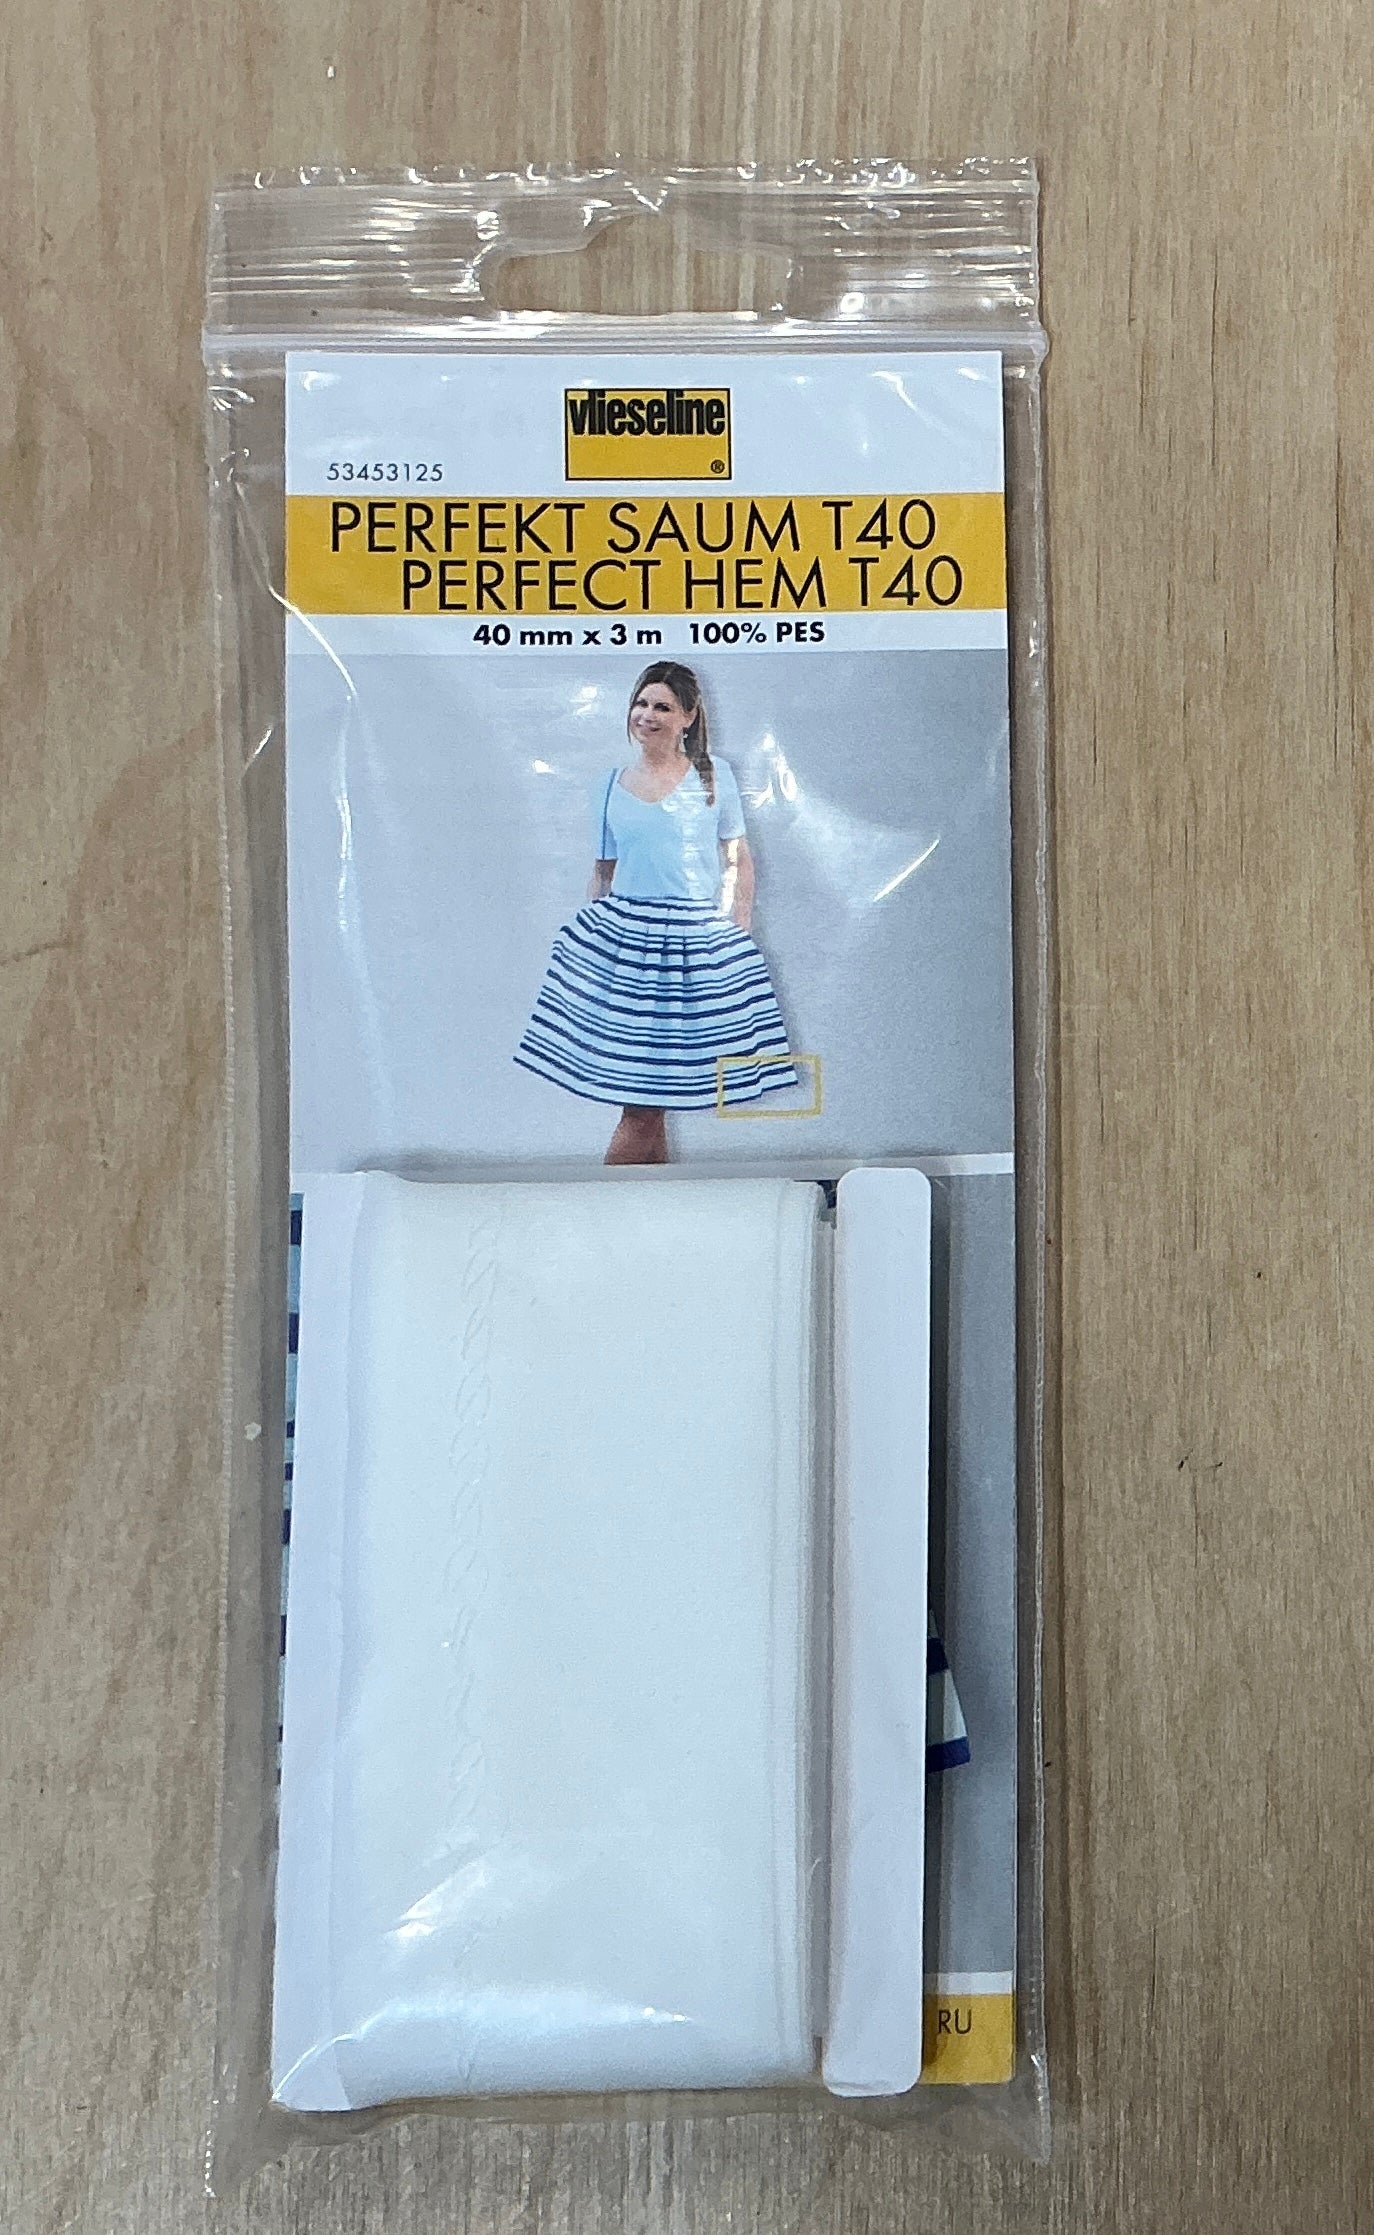 vlieseline
®
53453125
PERFEKT SAUM T40
PERFECT HEM T40
40 mm x 3 m 100% PES
RU